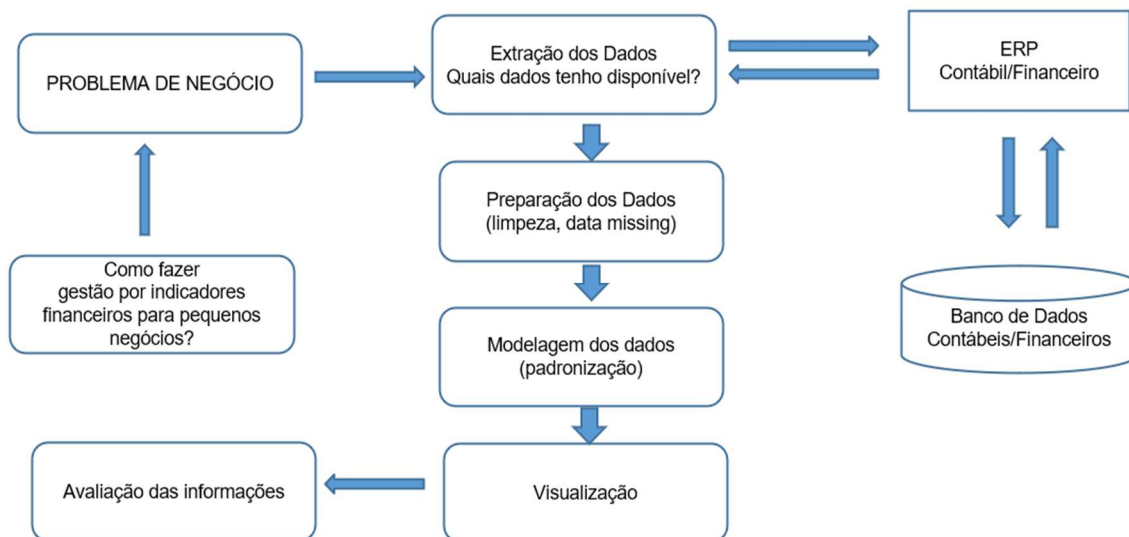 PROBLEMA DE NEGÓCIO
Extração dos Dados
Quais dados tenho disponível?
ERP
Contábil/Financeiro
Preparação dos Dados
(limpeza, data missing)
Como fazer
gestão por indicadores
financeiros para pequenos
negócios?
Modelagem dos dados
(padronização)
Banco de Dados
Contábeis/Financeiros
Avaliação das informações
Visualização